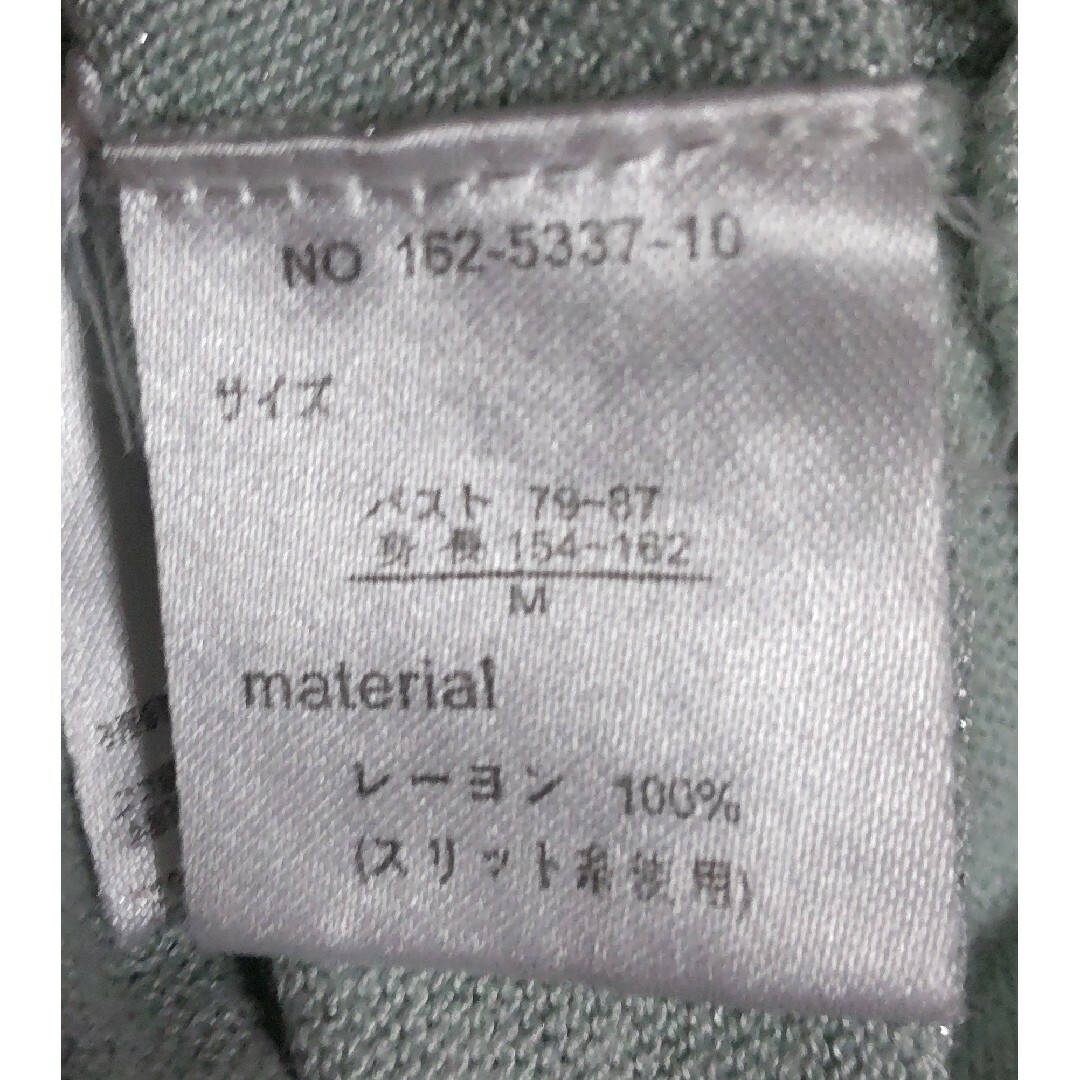 NO 162-5337-10
サイズ
バスト 79-87
身長 154-162
M
material
レーヨン 100%
(スリット糸使用)